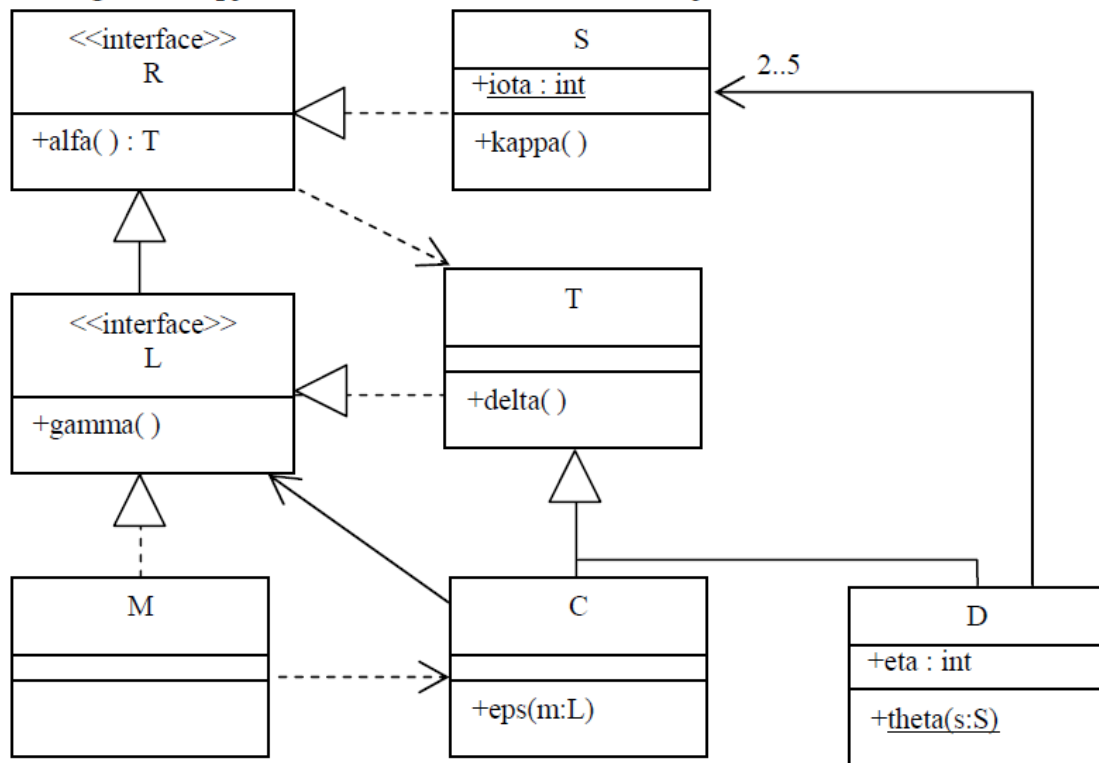 <<interface>>
R
+alfa( ) : T
S
+iota : int
+kappa( )
2..5
<<interface>>
L
+gamma( )
T
+delta( )
M
C
+eps(m:L)
D
+eta : int
+theta(s:S)